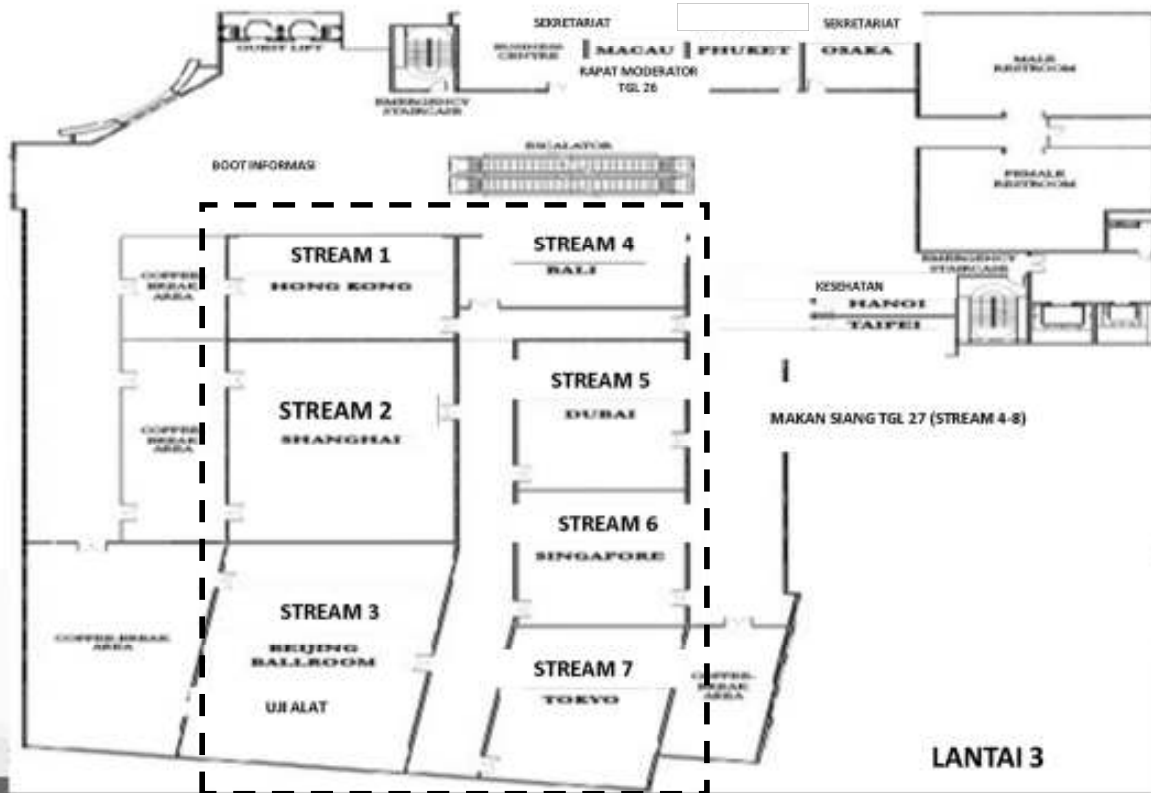 SEKRETARIAT
SEKRETARIAT
GUEST LIFT
BUSINESS
CENTRE
MACAU
PHUKET
OSAKA
RAPAT MODERATOR
TGL 26
MALE
RESTROOM
EMERGENCY
STAIRCASE
ESCALATOR
BOOT INFORMASI
FEMALE
RESTROOM
STREAM 1
HONG KONG
STREAM 4
BALI
COFFEE-
BREAK
AREA
EMERGENCY
STAIRCASE
KESEHATAN
HANOI
TAIPEI
STREAM 5
DUBAI
STREAM 2
SHANGHAI
COFFEE-
BREAK
AREA
MAKAN SIANG TGL 27 (STREAM 4-8)
STREAM 6
SINGAPORE
STREAM 3
BEIJING
BALLROOM
UJI ALAT
COFFEE-BREAK
AREA
STREAM 7
TOKYO
COFFEE-
BREAK
AREA
LANTAI 3